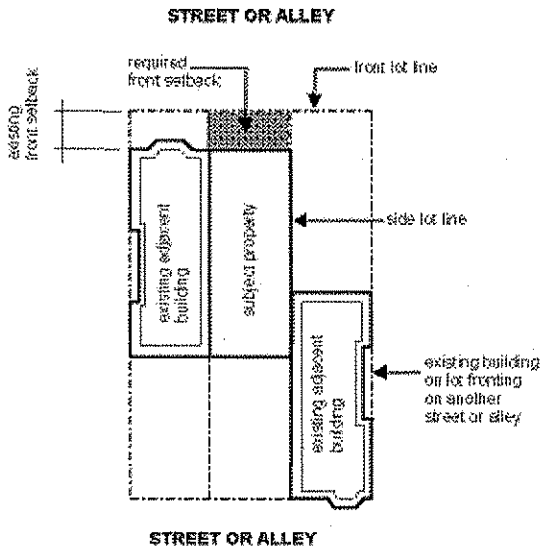 STREET OR ALLEY
required
front setback
front lot line
existing
front setback
existing adjacent
building
subject property
side lot line
existing adjacent
building
existing building
on lot fronting
on another
street or alley
STREET OR ALLEY